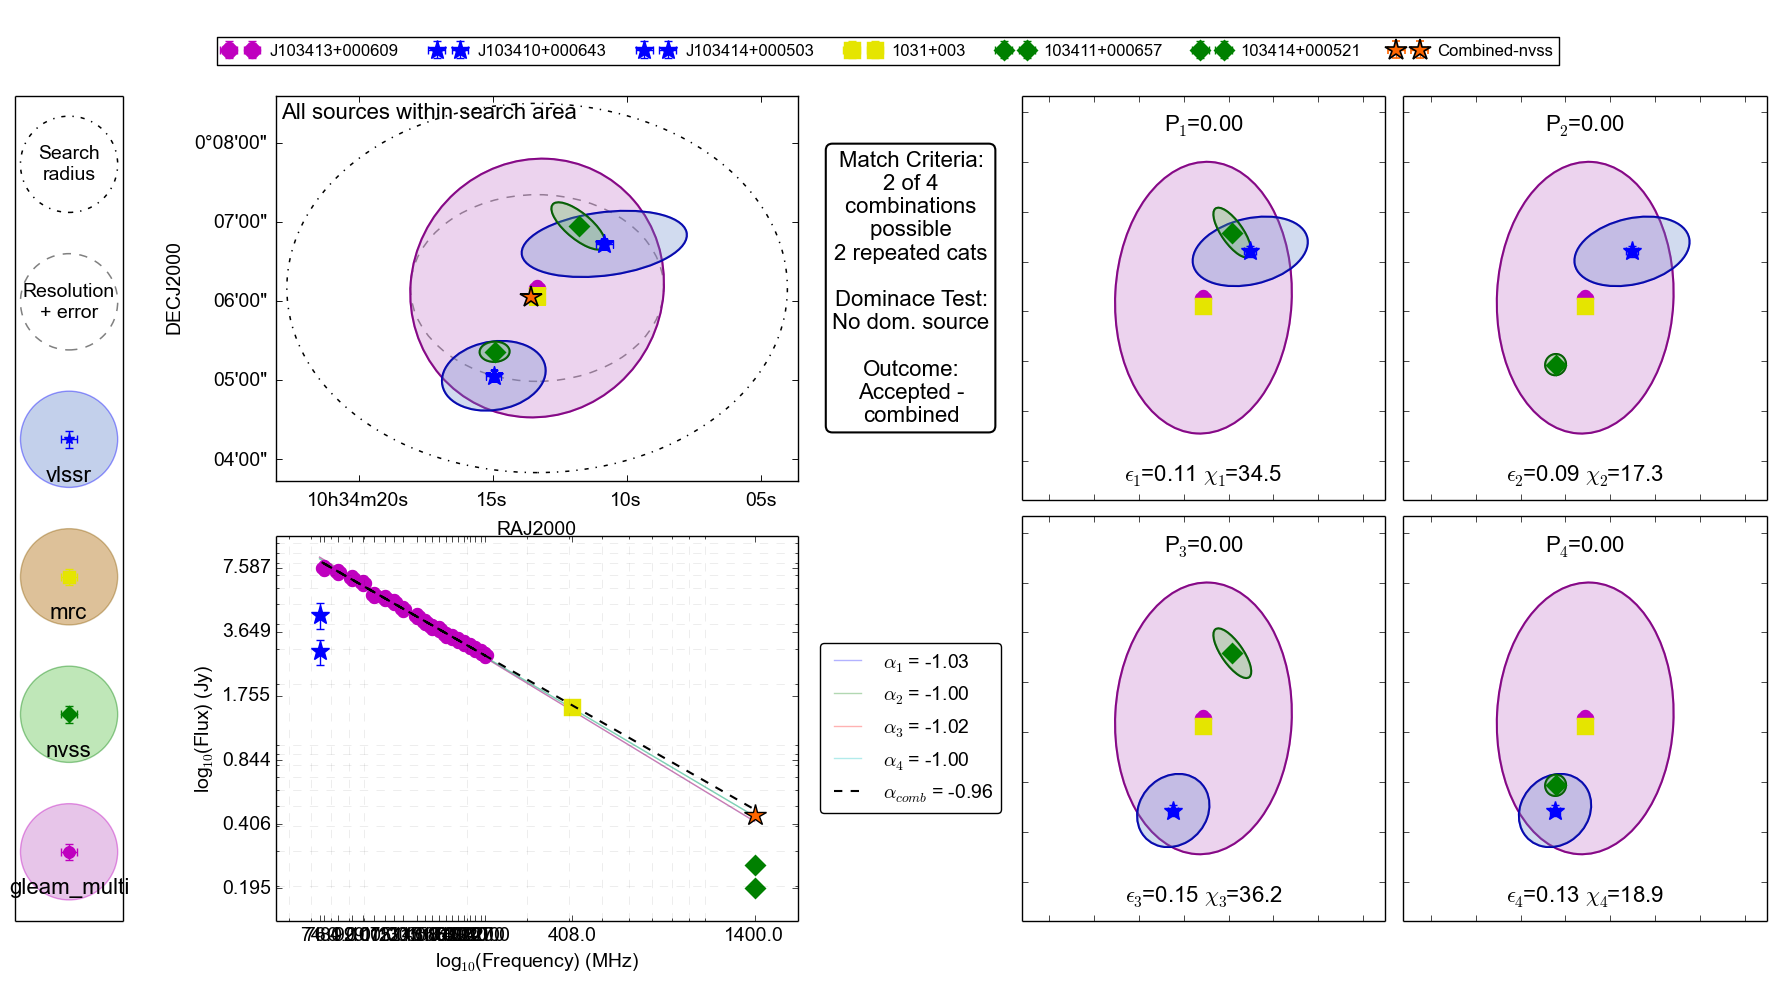 J103413+000609 J103410+000643 J103414+000503 1031+003 103411+000657 103414+000521 Combined-nvss
Search
radius
Resolution
+ error
vlssr
mrc
nvss
gleam_multi
All sources within search area
0°08'00"
07'00"
06'00"
05'00"
04'00"
DECJ2000
10h34m20s 15s 10s 05s
RAJ2000
Match Criteria:
2 of 4
combinations
possible
2 repeated cats
Dominace Test:
No dom. source
Outcome:
Accepted -
combined
P1=0.00
ϵ1=0.11 χ1=34.5
P2=0.00
ϵ2=0.09 χ2=17.3
7.587
3.649
1.755
0.844
0.406
0.195
log10(Flux) (Jy)
408.0 1400.0
log10(Frequency) (MHz)
α1 = -1.03
α2 = -1.00
α3 = -1.02
α4 = -1.00
αcomb = -0.96
P3=0.00
ϵ3=0.15 χ3=36.2
P4=0.00
ϵ4=0.13 χ4=18.9